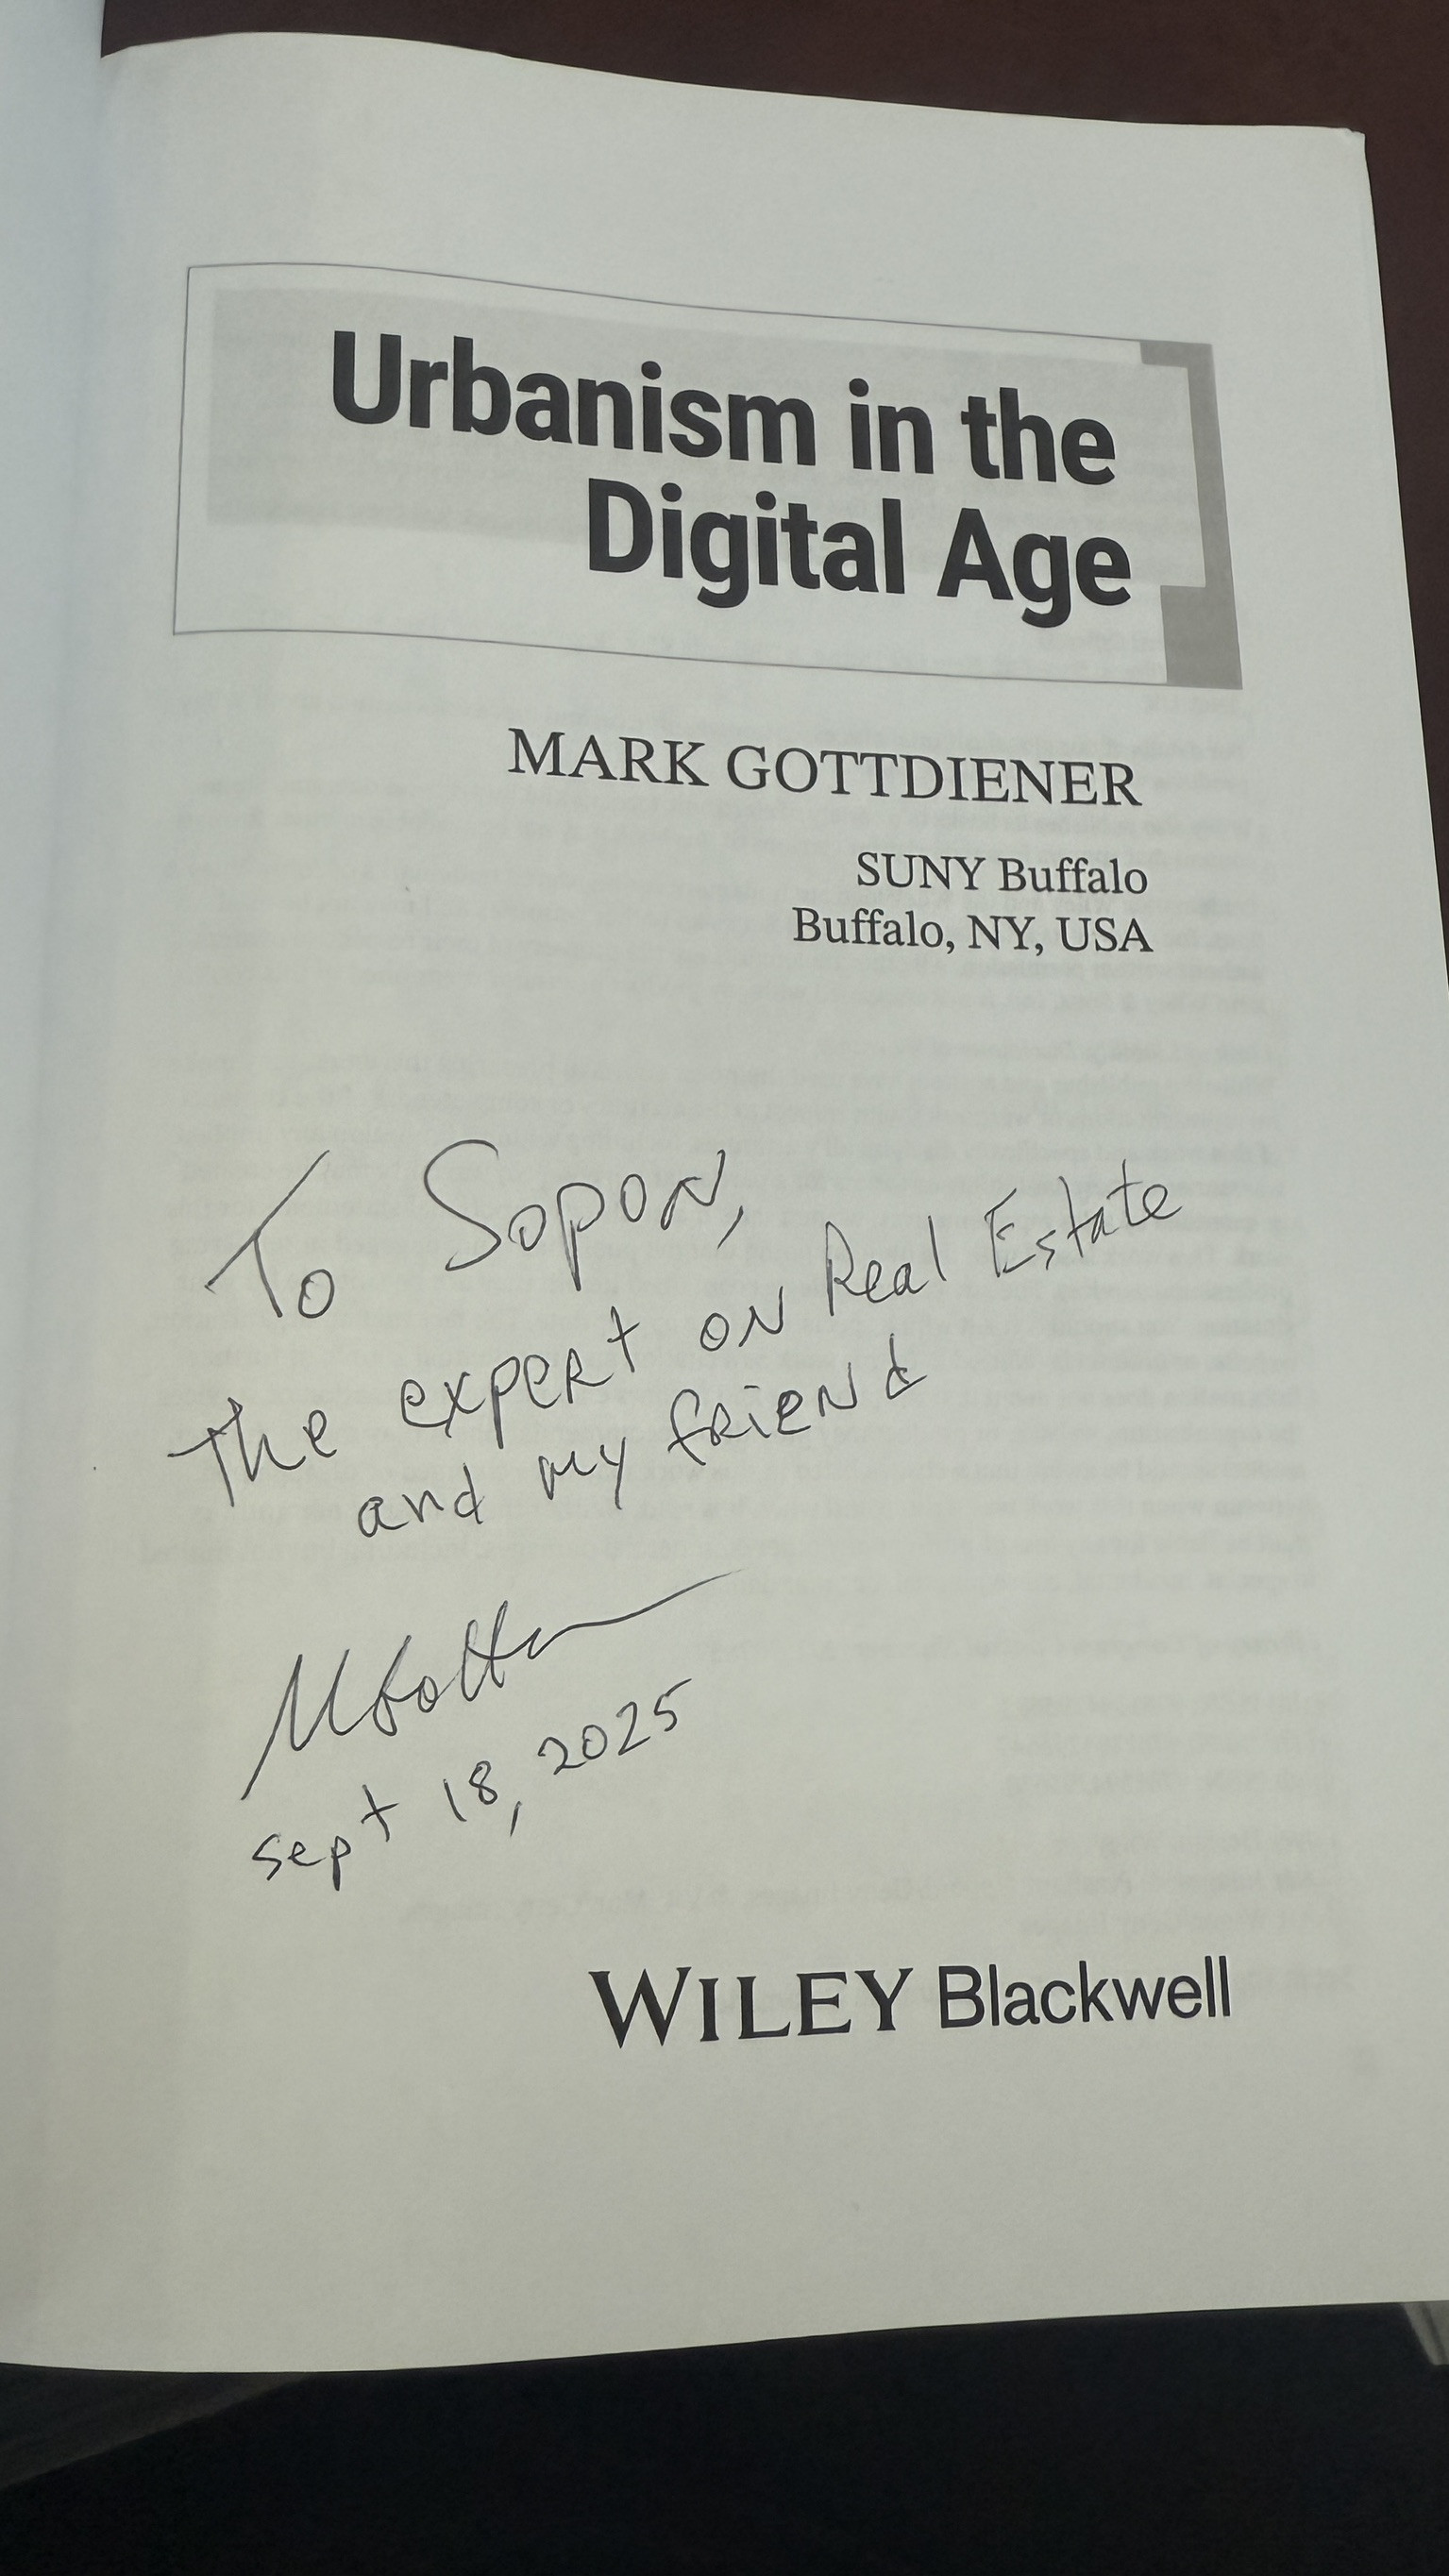 Urbanism in the
Digital Age
MARK GOTTDIENER
SUNY Buffalo
Buffalo, NY, USA
To Sopon,
The expert on Real Estate
and my friend
sept 18, 2025
WILEY Blackwell